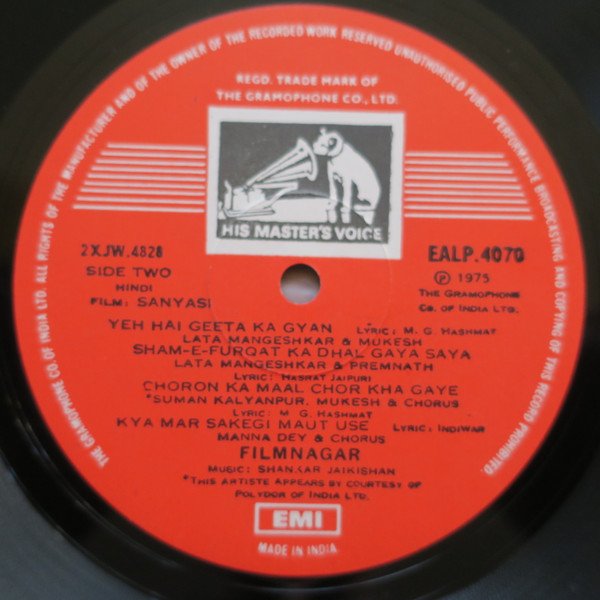 THE GRAMOPHONE CO. OF INDIA LTD. ALL RIGHTS OF THE MANUFACTURER AND OF THE OWNER OF THE RECORDED WORK RESERVED UNAUTHORISED PUBLIC PERFORMANCE BROADCASTING AND COPYING OF THIS RECORD PROHIBITED
REGD. TRADE MARK OF
THE GRAMOPHONE CO., LTD.
HIS MASTER'S VOICE
2XJW.4828
EALP.4070
SIDE TWO
Ⓟ 1975
HINDI
THE GRAMOPHONE
CO. OF INDIA LTD.
FILM: SANYASI
YEH HAI GEETA KA GYAN LYRIC: M. G. HASHMAT
LATA MANGESHKAR & MUKESH
SHAM-E-FURQAT KA DHAL GAYA SAYA
LATA MANGESHKAR & PREMNATH
LYRIC: HASRAT JAIPURI
CHORON KA MAAL CHOR KHA GAYE
*SUMAN KALYANPUR, MUKESH & CHORUS
LYRIC: M G. HASHMAT
KYA MAR SAKEGI MAUT USE LYRIC: INDIWAR
MANNA DEY & CHORUS
FILMNAGAR
MUSIC: SHANKAR JAIKISHAN
*THIS ARTISTE APPEARS BY COURTESY OF
POLYDOR OF INDIA LTD.
EMI
MADE IN INDIA